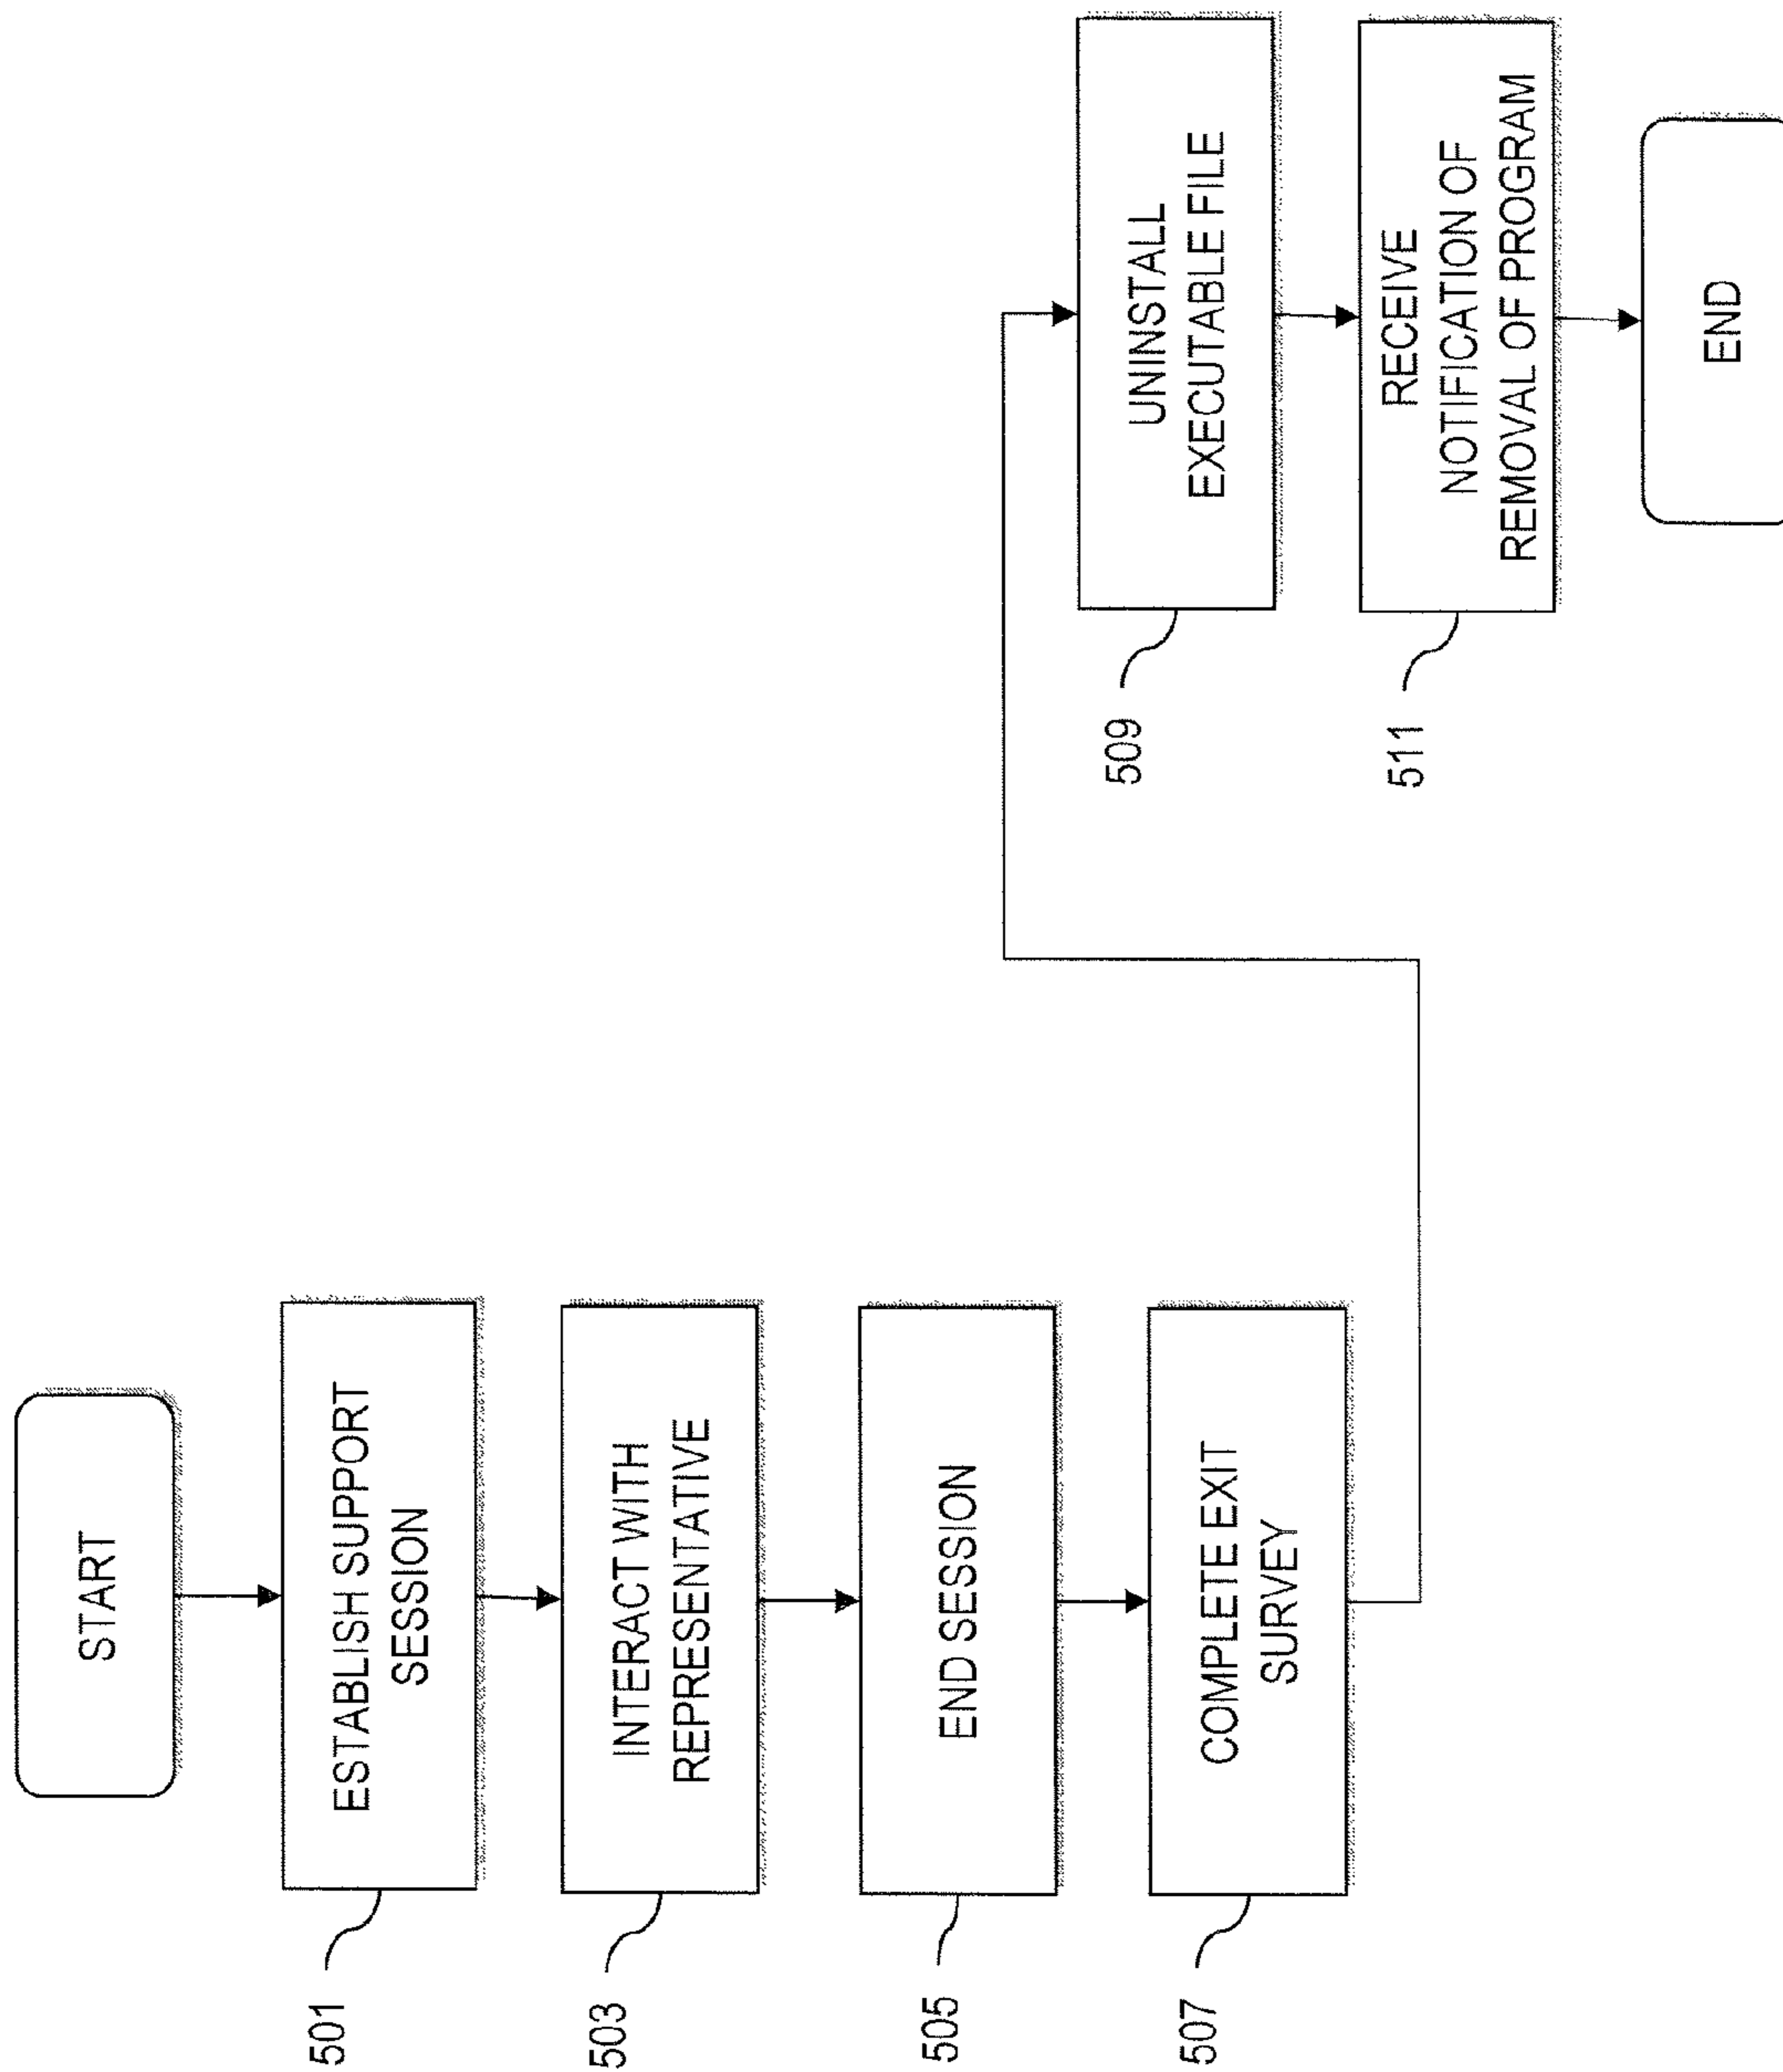 START
501
ESTABLISH SUPPORT
SESSION
503
INTERACT WITH
REPRESENTATIVE
505
END SESSION
507
COMPLETE EXIT
SURVEY
509
UNINSTALL
EXECUTABLE FILE
511
RECEIVE
NOTIFICATION OF
REMOVAL OF PROGRAM
END